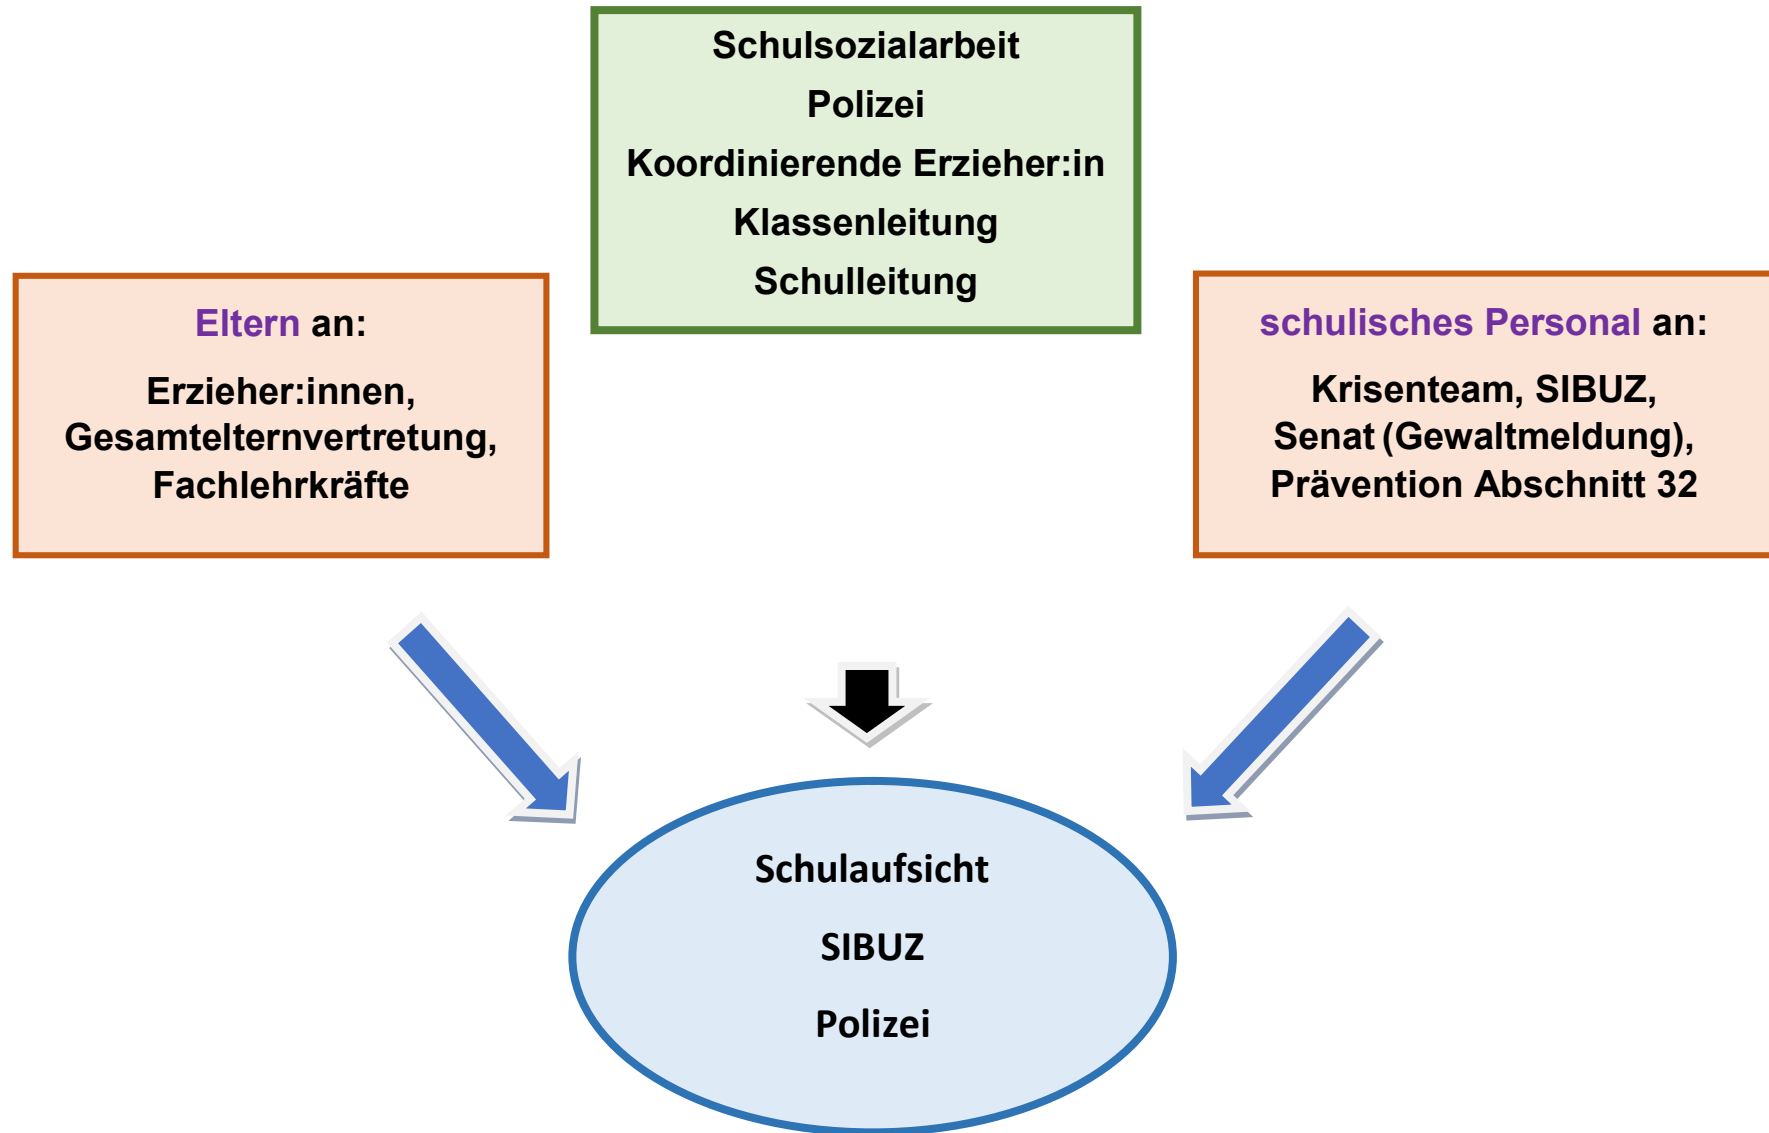 Schulsozialarbeit
Polizei
Koordinierende Erzieher:in
Klassenleitung
Schulleitung
Eltern an:
Erzieher:innen,
Gesamtelternvertretung,
Fachlehrkräfte
schulisches Personal an:
Krisenteam, SIBUZ,
Senat (Gewaltmeldung),
Prävention Abschnitt 32
Schulaufsicht
SIBUZ
Polizei